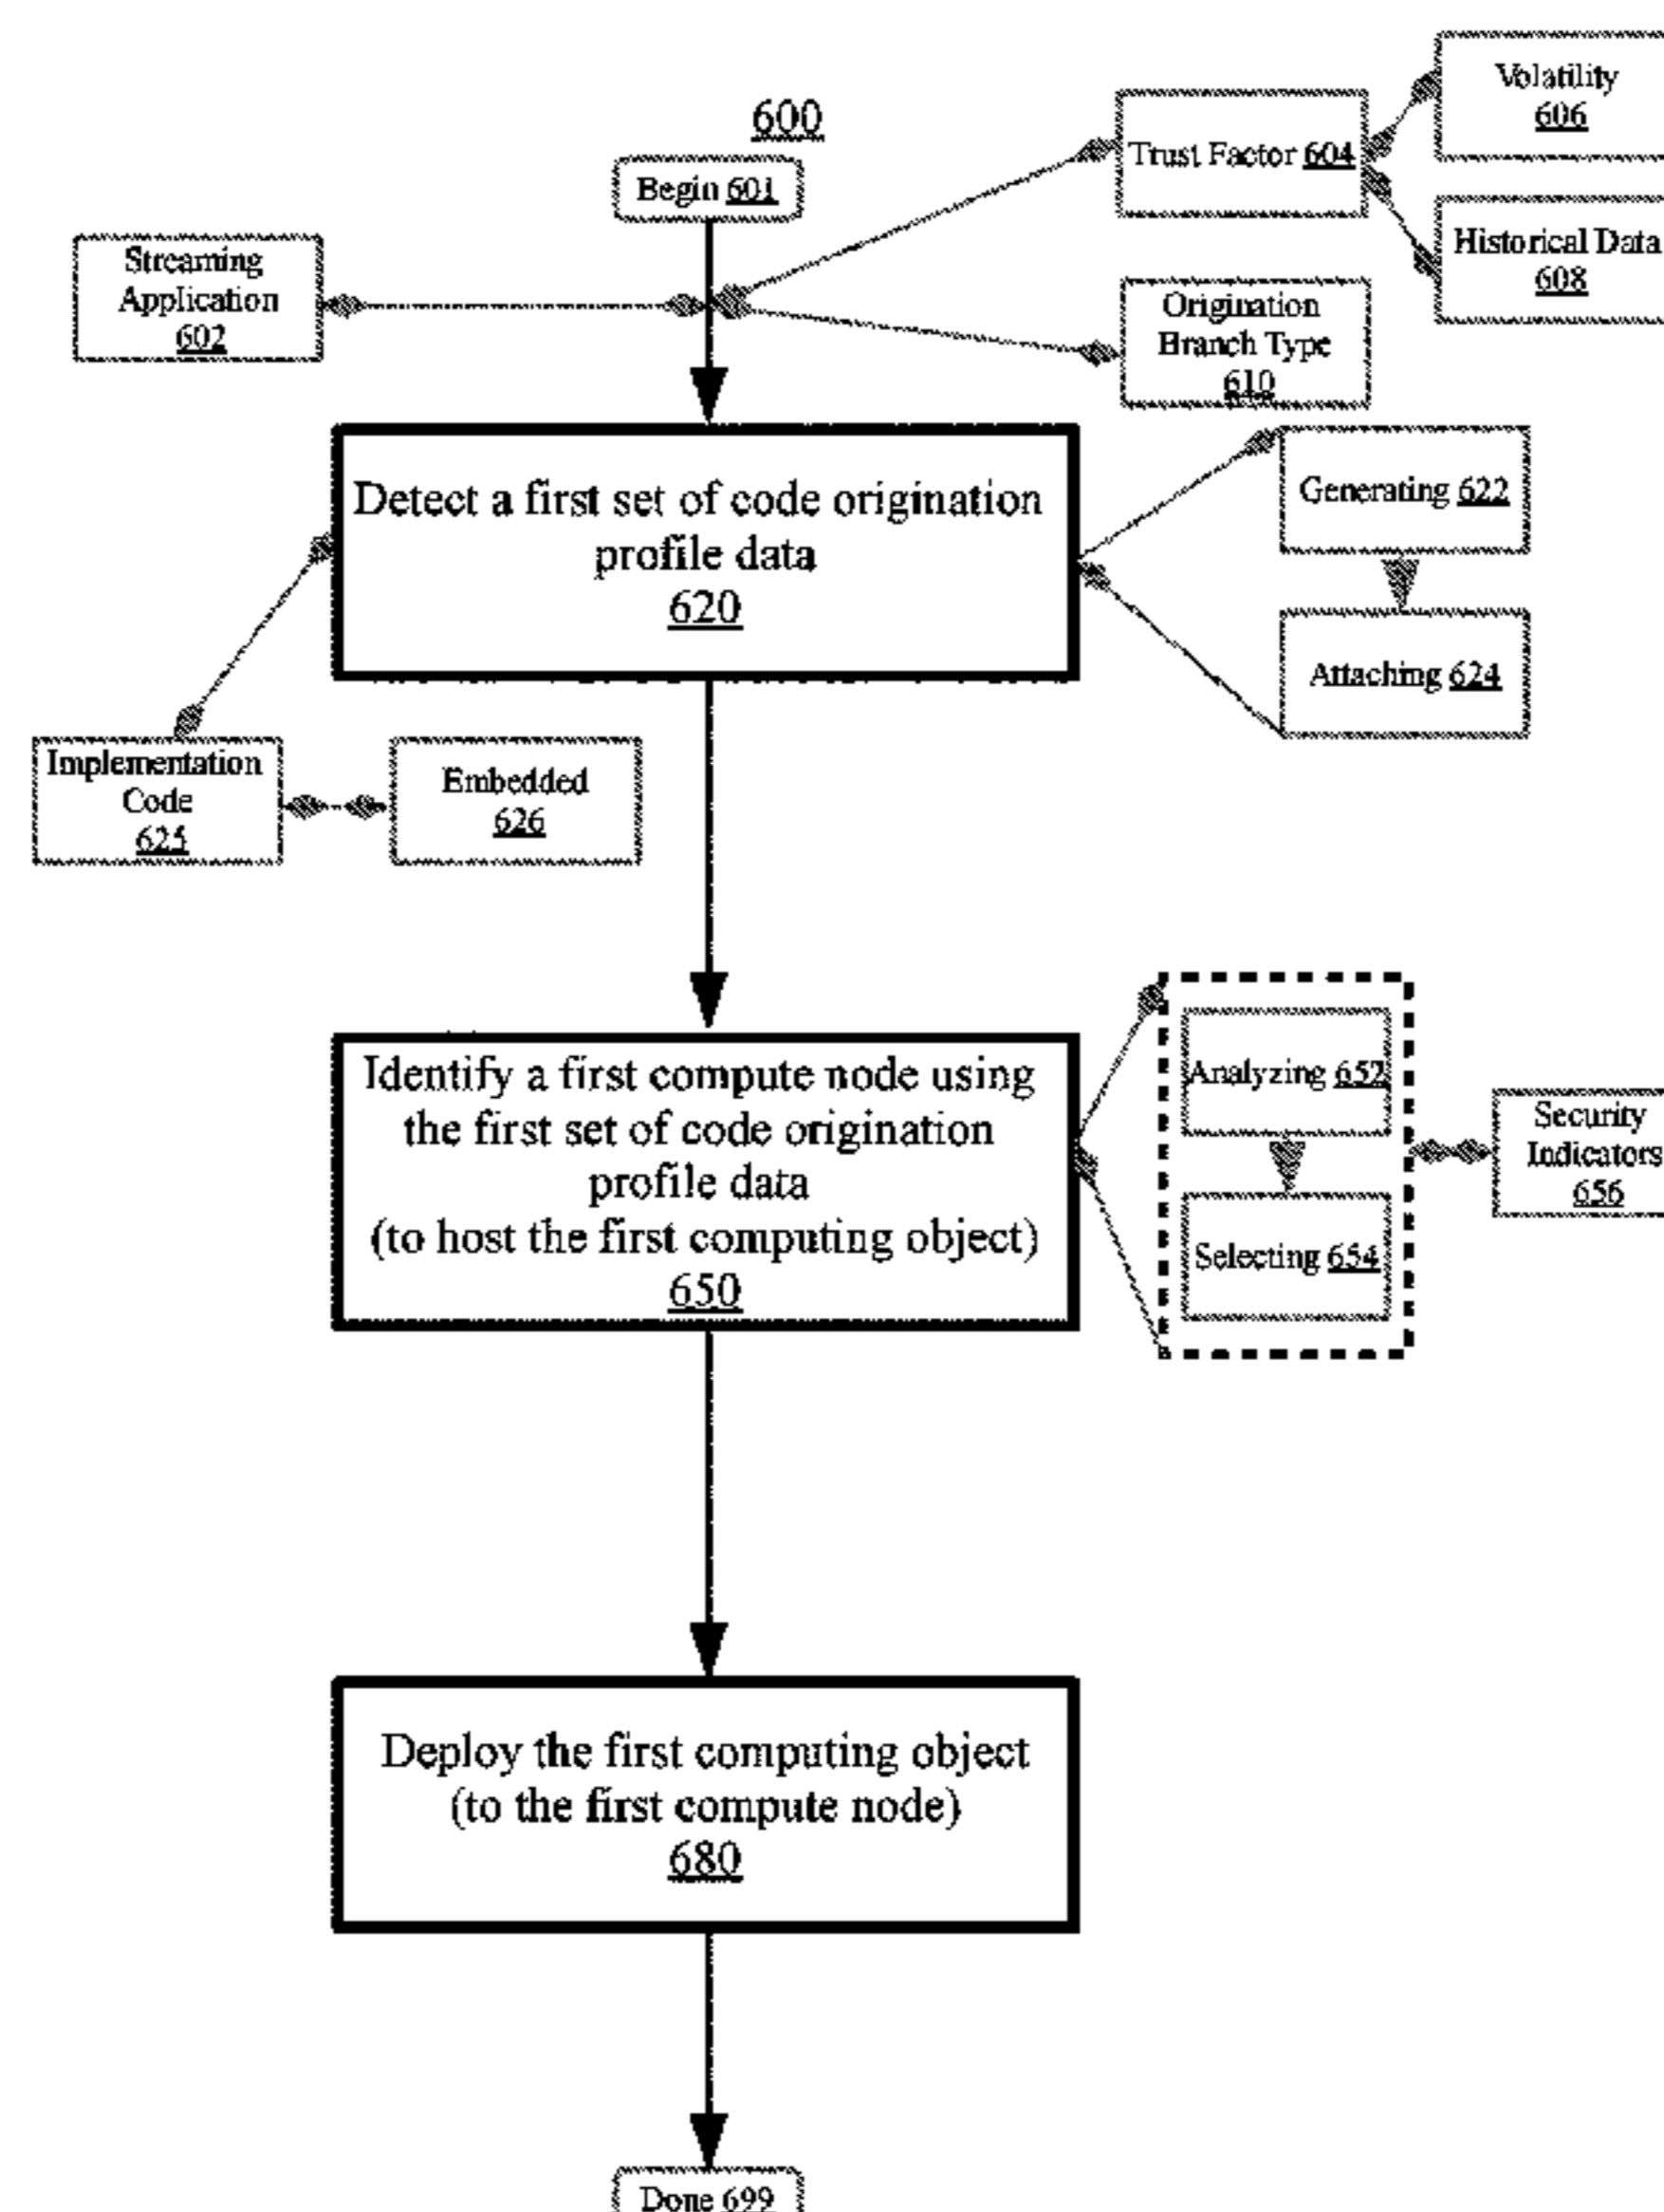 600
Begin 601
Streaming
Application
602
Trust Factor 604
Volatility
606
Historical Data
608
Origination
Branch Type
610
Detect a first set of code origination
profile data
620
Generating 622
Attaching 624
Implementation
Code
625
Embedded
626
Identify a first compute node using
the first set of code origination
profile data
(to host the first computing object)
650
Analyzing 652
Selecting 654
Security
Indicators
656
Deploy the first computing object
(to the first compute node)
680
Done 699